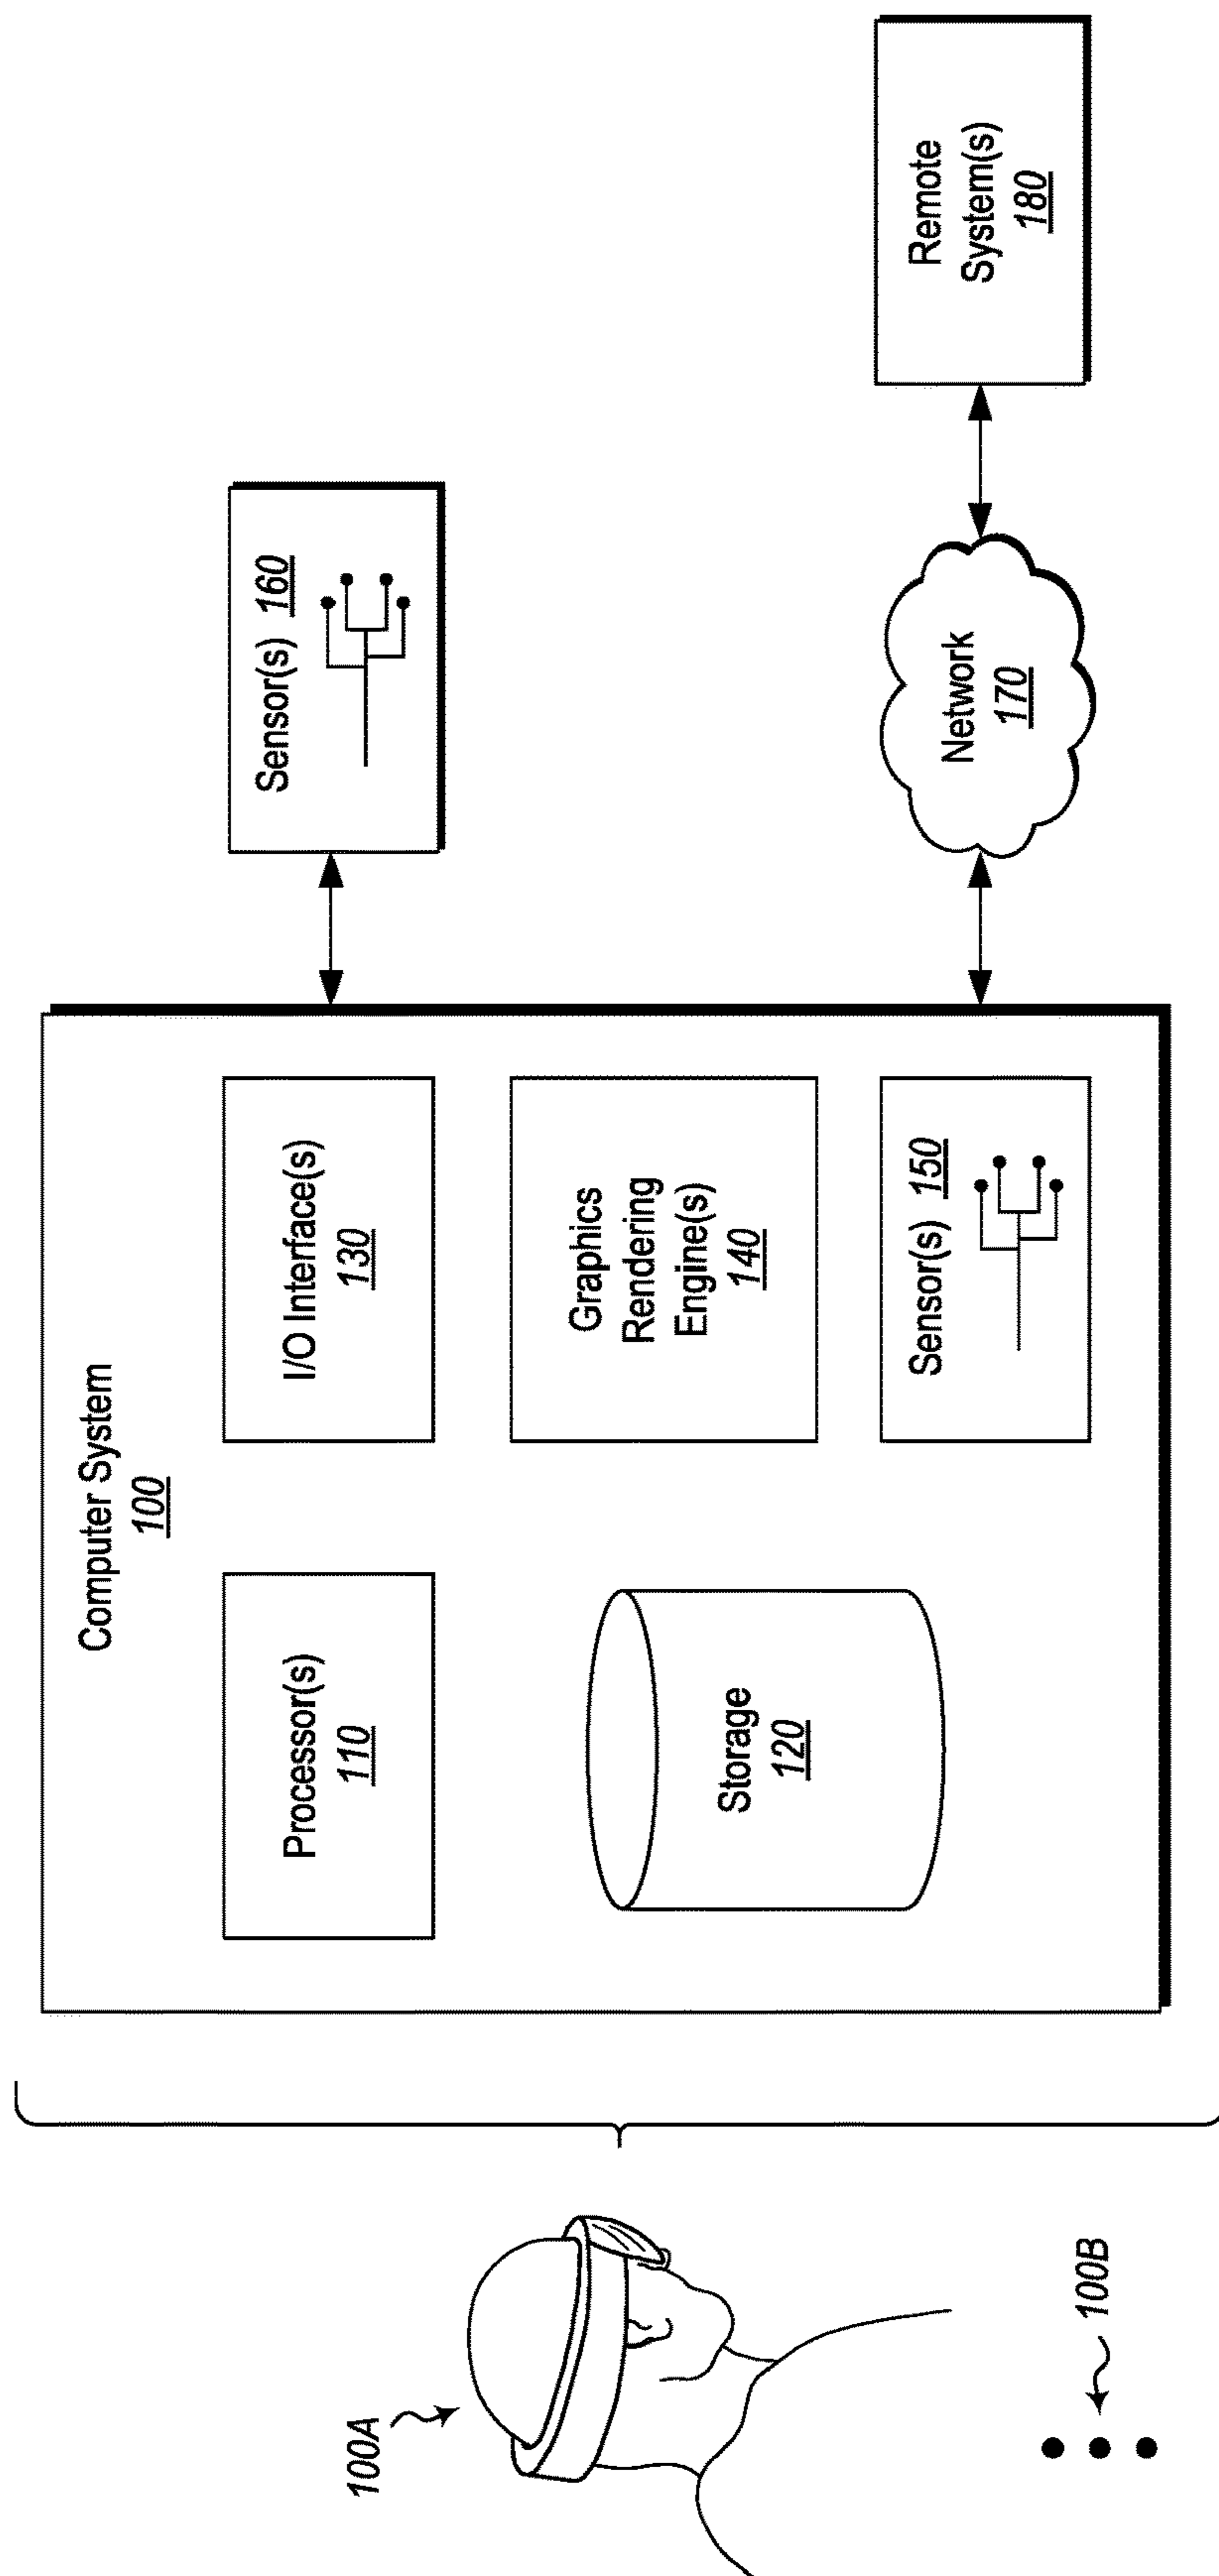 Computer System
100
Processor(s)
110
I/O Interface(s)
130
Storage
120
Graphics
Rendering
Engine(s)
140
Sensor(s) 150
Sensor(s) 160
Network
170
Remote
System(s)
180
100A
100B